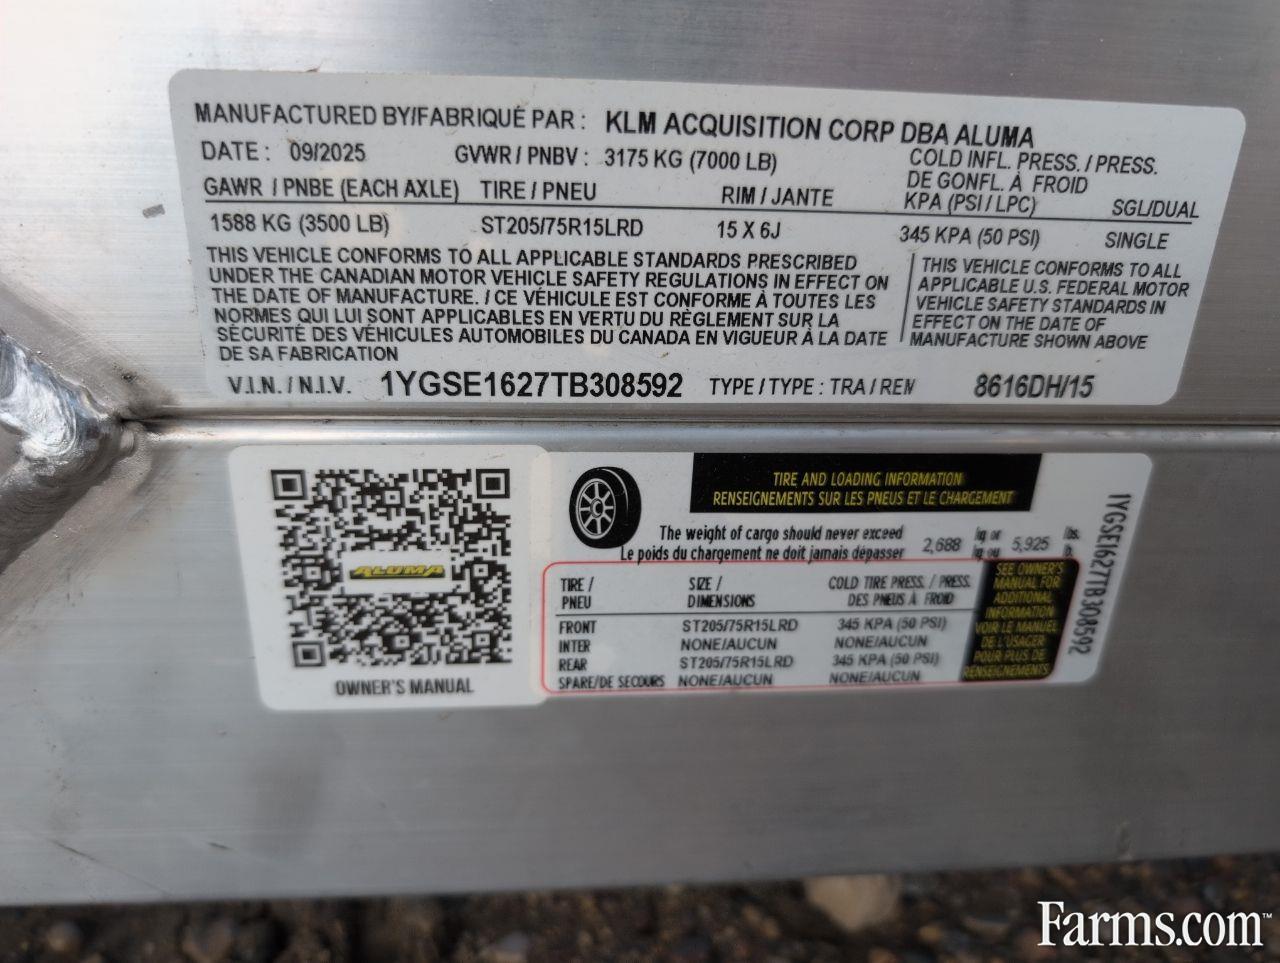 MANUFACTURED BY/FABRIQUÉ PAR : KLM ACQUISITION CORP DBA ALUMA
DATE : 09/2025 GVWR / PNBV : 3175 KG (7000 LB) COLD INFL. PRESS. / PRESS.
DE GONFL. À FROID
GAWR / PNBE (EACH AXLE) TIRE / PNEU RIM / JANTE KPA (PSI / LPC) SGL/DUAL
1588 KG (3500 LB) ST205/75R15LRD 15 X 6J 345 KPA (50 PSI) SINGLE
THIS VEHICLE CONFORMS TO ALL APPLICABLE STANDARDS PRESCRIBED
UNDER THE CANADIAN MOTOR VEHICLE SAFETY REGULATIONS IN EFFECT ON
THE DATE OF MANUFACTURE. / CE VÉHICULE EST CONFORME À TOUTES LES
NORMES QUI LUI SONT APPLICABLES EN VERTU DU RÈGLEMENT SUR LA
SÉCURITÉ DES VÉHICULES AUTOMOBILES DU CANADA EN VIGUEUR À LA DATE
DE SA FABRICATION
THIS VEHICLE CONFORMS TO ALL
APPLICABLE U.S. FEDERAL MOTOR
VEHICLE SAFETY STANDARDS IN
EFFECT ON THE DATE OF
MANUFACTURE SHOWN ABOVE
V.I.N. / N.I.V. 1YGSE1627TB308592 TYPE / TYPE : TRA / REM 8616DH/15
ALUMA
OWNER'S MANUAL
TIRE AND LOADING INFORMATION
RENSEIGNEMENTS SUR LES PNEUS ET LE CHARGEMENT
The weight of cargo should never exceed
Le poids du chargement ne doit jamais dépasser
2,688 kg or 5,925 lbs.
kg ou lb.
TIRE / SIZE / COLD TIRE PRESS. / PRESS.
PNEU DIMENSIONS DES PNEUS À FROID
FRONT ST205/75R15LRD 345 KPA (50 PSI)
INTER NONE/AUCUN NONE/AUCUN
REAR ST205/75R15LRD 345 KPA (50 PSI)
SPARE/DE SECOURS NONE/AUCUN NONE/AUCUN
SEE OWNER'S
MANUAL FOR
ADDITIONAL
INFORMATION
VOIR LE MANUEL
DE L'USAGER
POUR PLUS DE
RENSEIGNEMENTS
1YGSE1627TB308592
Farms.com™